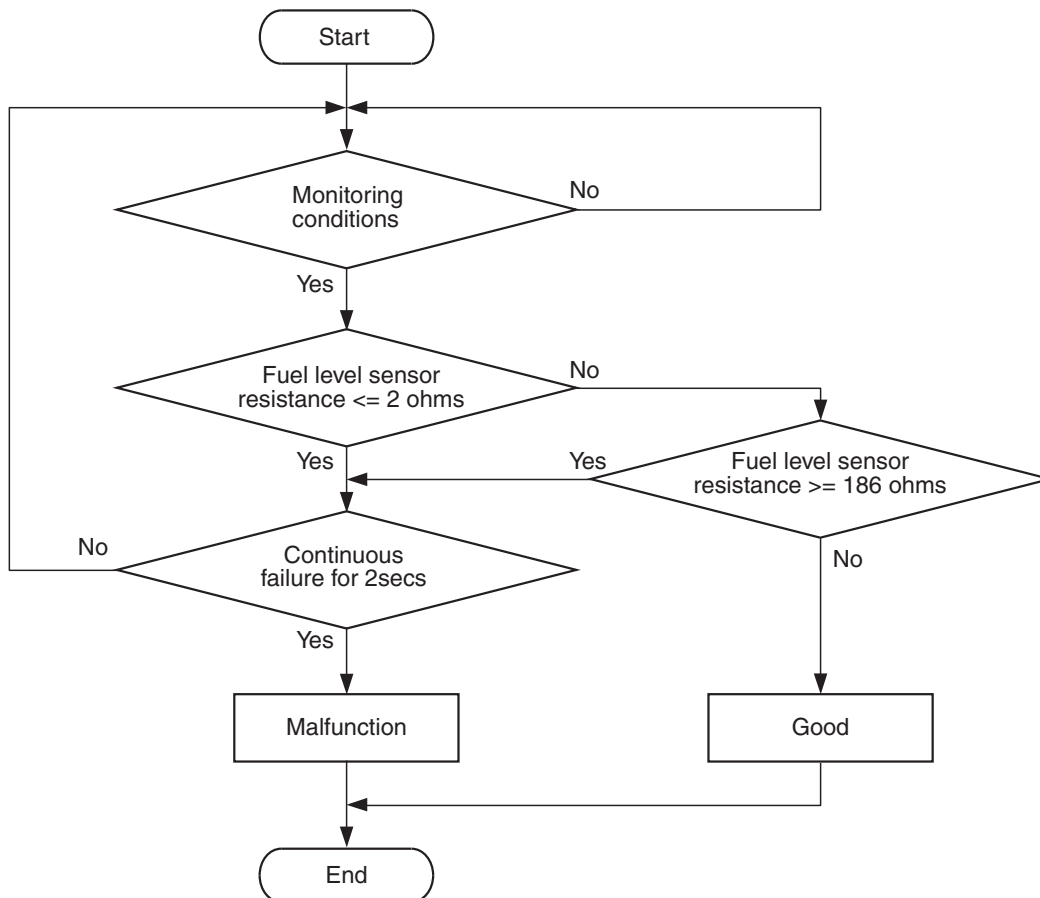 Start
Monitoring
conditions
No
Yes
Fuel level sensor
resistance <= 2 ohms
No
Yes
Yes
Fuel level sensor
resistance >= 186 ohms
No
Continuous
failure for 2secs
No
Yes
Malfunction
Good
End